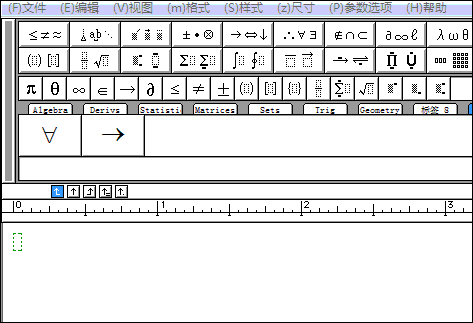 (F)文件 (E)编辑 (V)视图 (m)格式 (S)样式 (z)尺寸 (P)参数选项 (H)帮助
≤ ≠ ≈ ± • ⊗ → ⇔ ↓ ∴ ∀ ∃ ∉ ∩ ⊂ ∂ ∞ ℓ λ ω θ
π θ ∞ ∈ → ∂ ≤ ≠ ±
Algebra Derivs Statistic Matrices Sets Trig Geometry 标签 8
∀ →
0 1 2 3